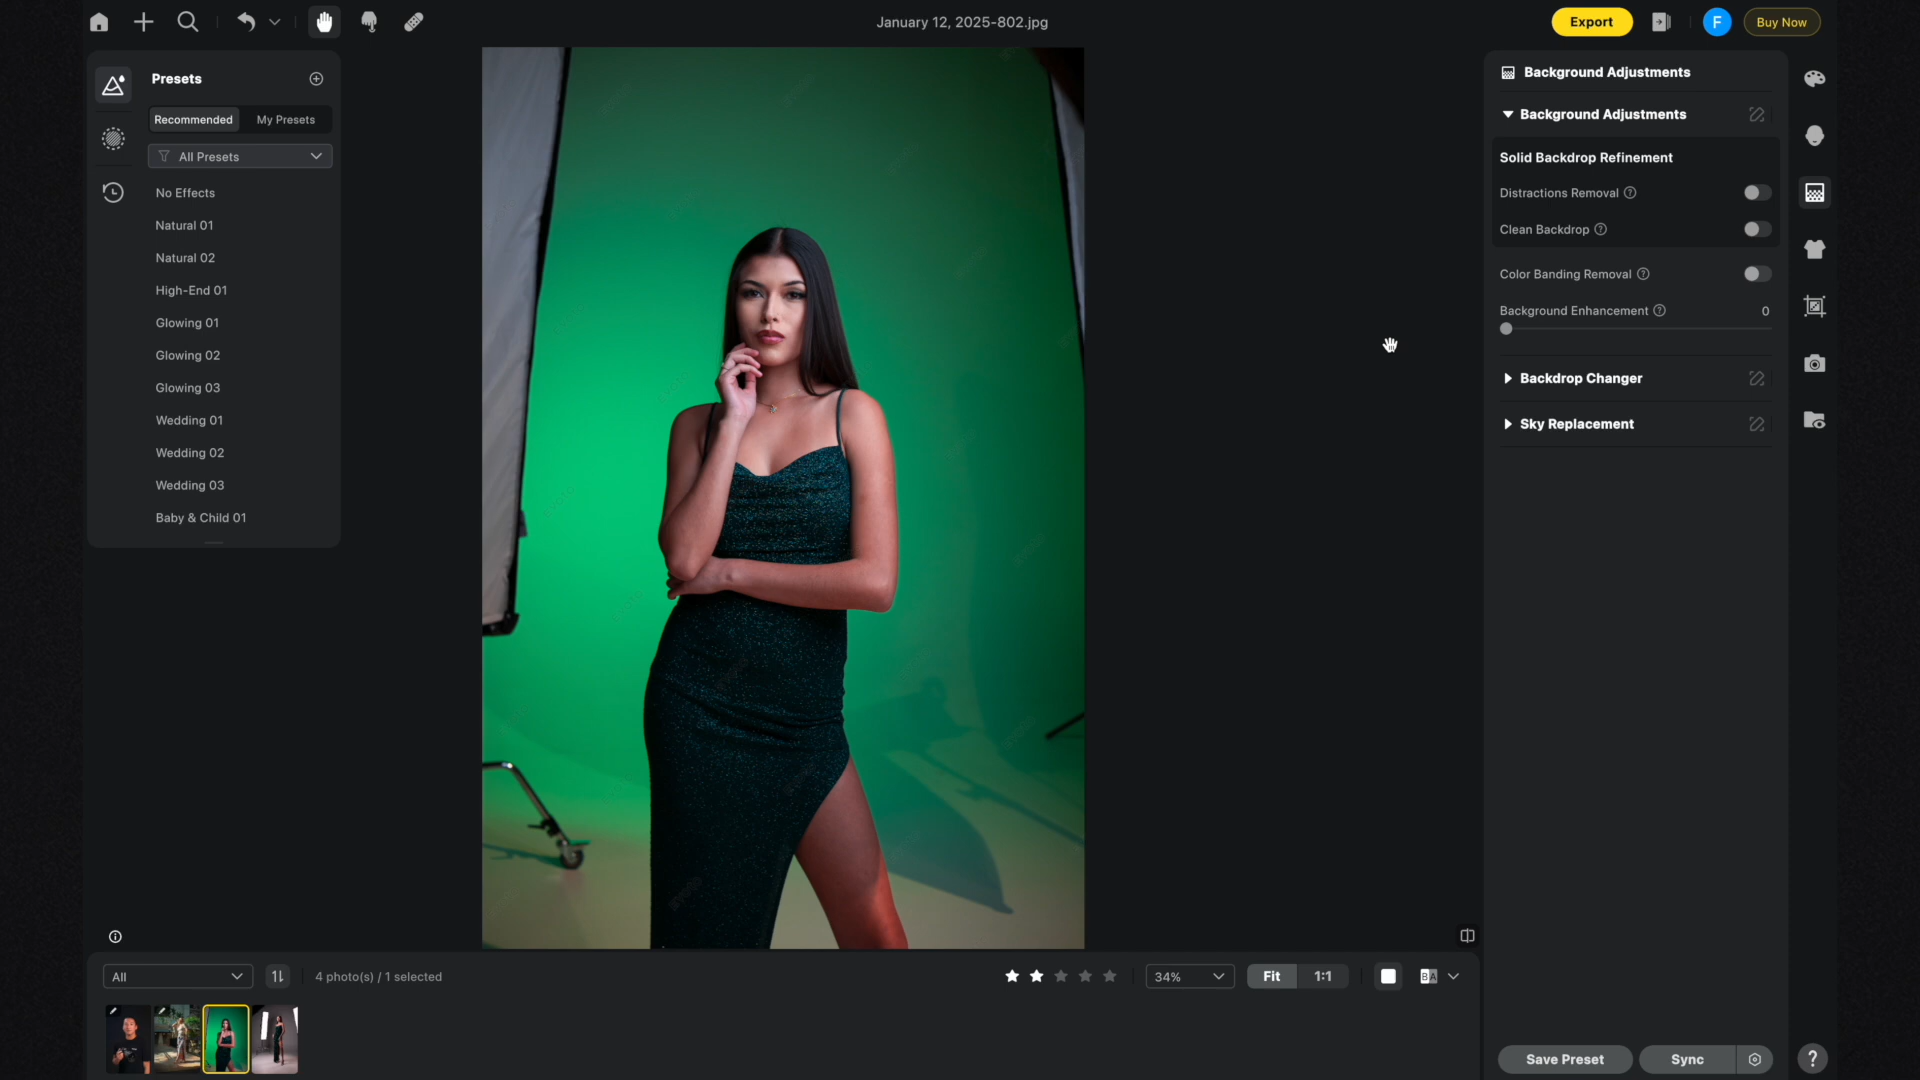 January 12, 2025-802.jpg
Export
F
Buy Now
Presets
Recommended
My Presets
All Presets
No Effects
Natural 01
Natural 02
High-End 01
Glowing 01
Glowing 02
Glowing 03
Wedding 01
Wedding 02
Wedding 03
Baby & Child 01
Background Adjustments
Background Adjustments
Solid Backdrop Refinement
Distractions Removal ?
Clean Backdrop ?
Color Banding Removal ?
Background Enhancement ? 0
Backdrop Changer
Sky Replacement
All
4 photo(s) / 1 selected
34%
Fit
1:1
B A
Save Preset
Sync
?